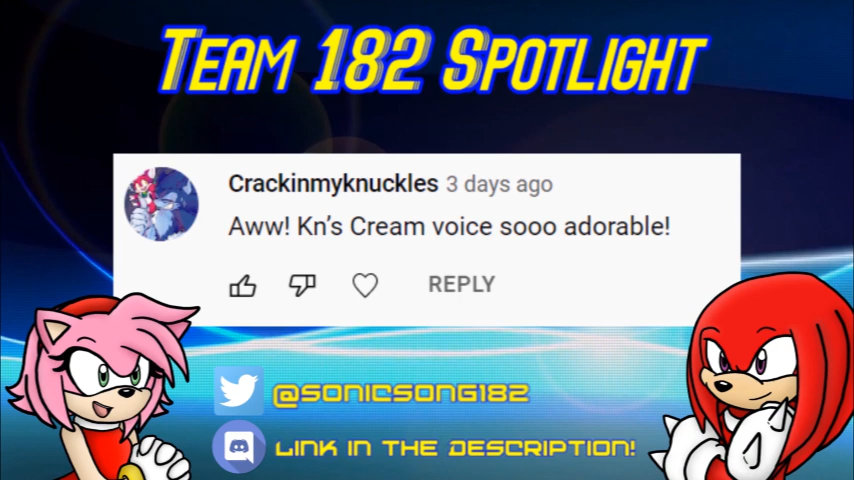 Team 182 Spotlight
Crackinmyknuckles 3 days ago
Aww! Kn's Cream voice sooo adorable!
REPLY
@SONICSONG182
LINK IN THE DESCRIPTION!